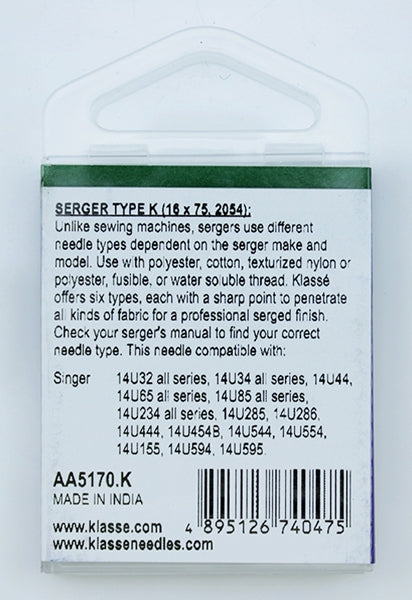 SERGER TYPE K (16 x 75, 2054):
Unlike sewing machines, sergers use different
needle types dependent on the serger make and
model. Use with polyester, cotton, texturized nylon or
polyester, fusible, or water soluble thread. Klassé
offers six types, each with a sharp point to penetrate
all kinds of fabric for a professional serged finish.
Check your serger's manual to find your correct
needle type. This needle compatible with:
Singer 14U32 all series, 14U34 all series, 14U44,
14U65 all series, 14U85 all series,
14U234 all series, 14U285, 14U286,
14U444, 14U454B, 14U544, 14U554,
14U155, 14U594, 14U595.
AA5170.K
MADE IN INDIA
www.klasse.com
www.klasseneedles.com
4 895126 740475